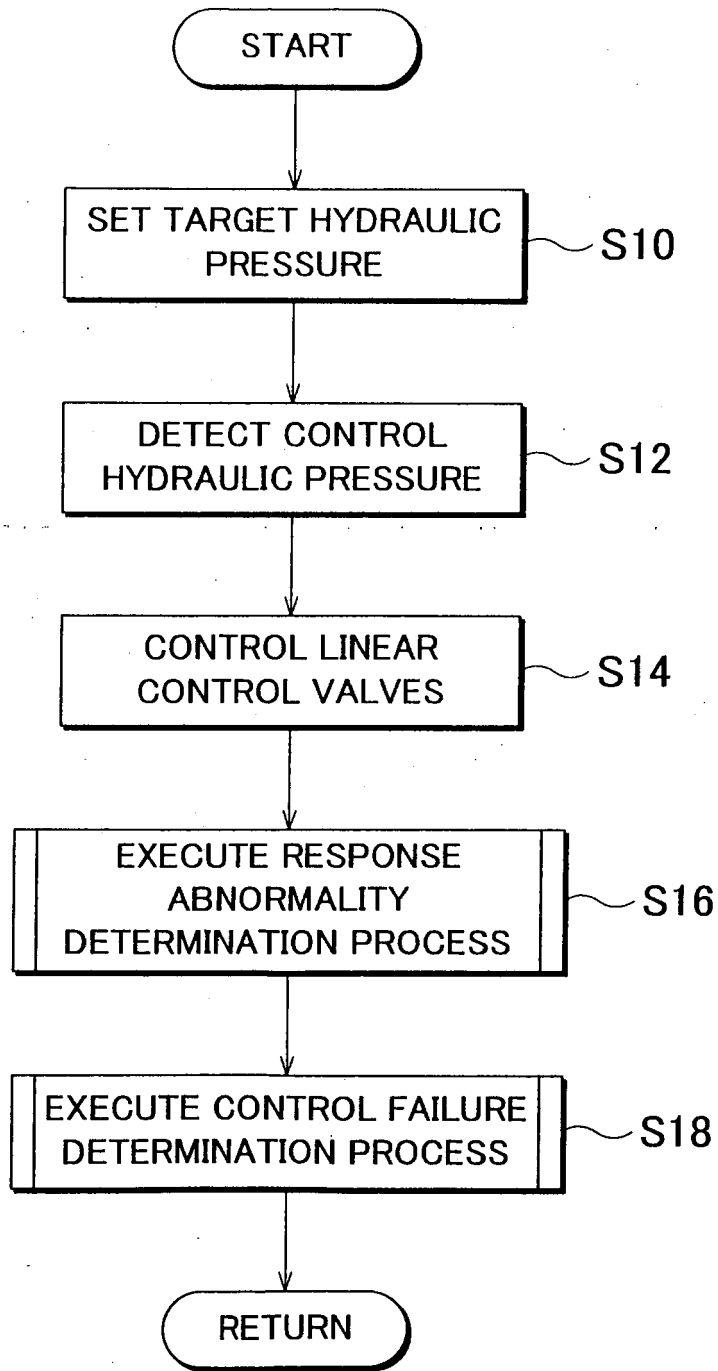 START
SET TARGET HYDRAULIC
PRESSURE
S10
DETECT CONTROL
HYDRAULIC PRESSURE
S12
CONTROL LINEAR
CONTROL VALVES
S14
EXECUTE RESPONSE
ABNORMALITY
DETERMINATION PROCESS
S16
EXECUTE CONTROL FAILURE
DETERMINATION PROCESS
S18
RETURN